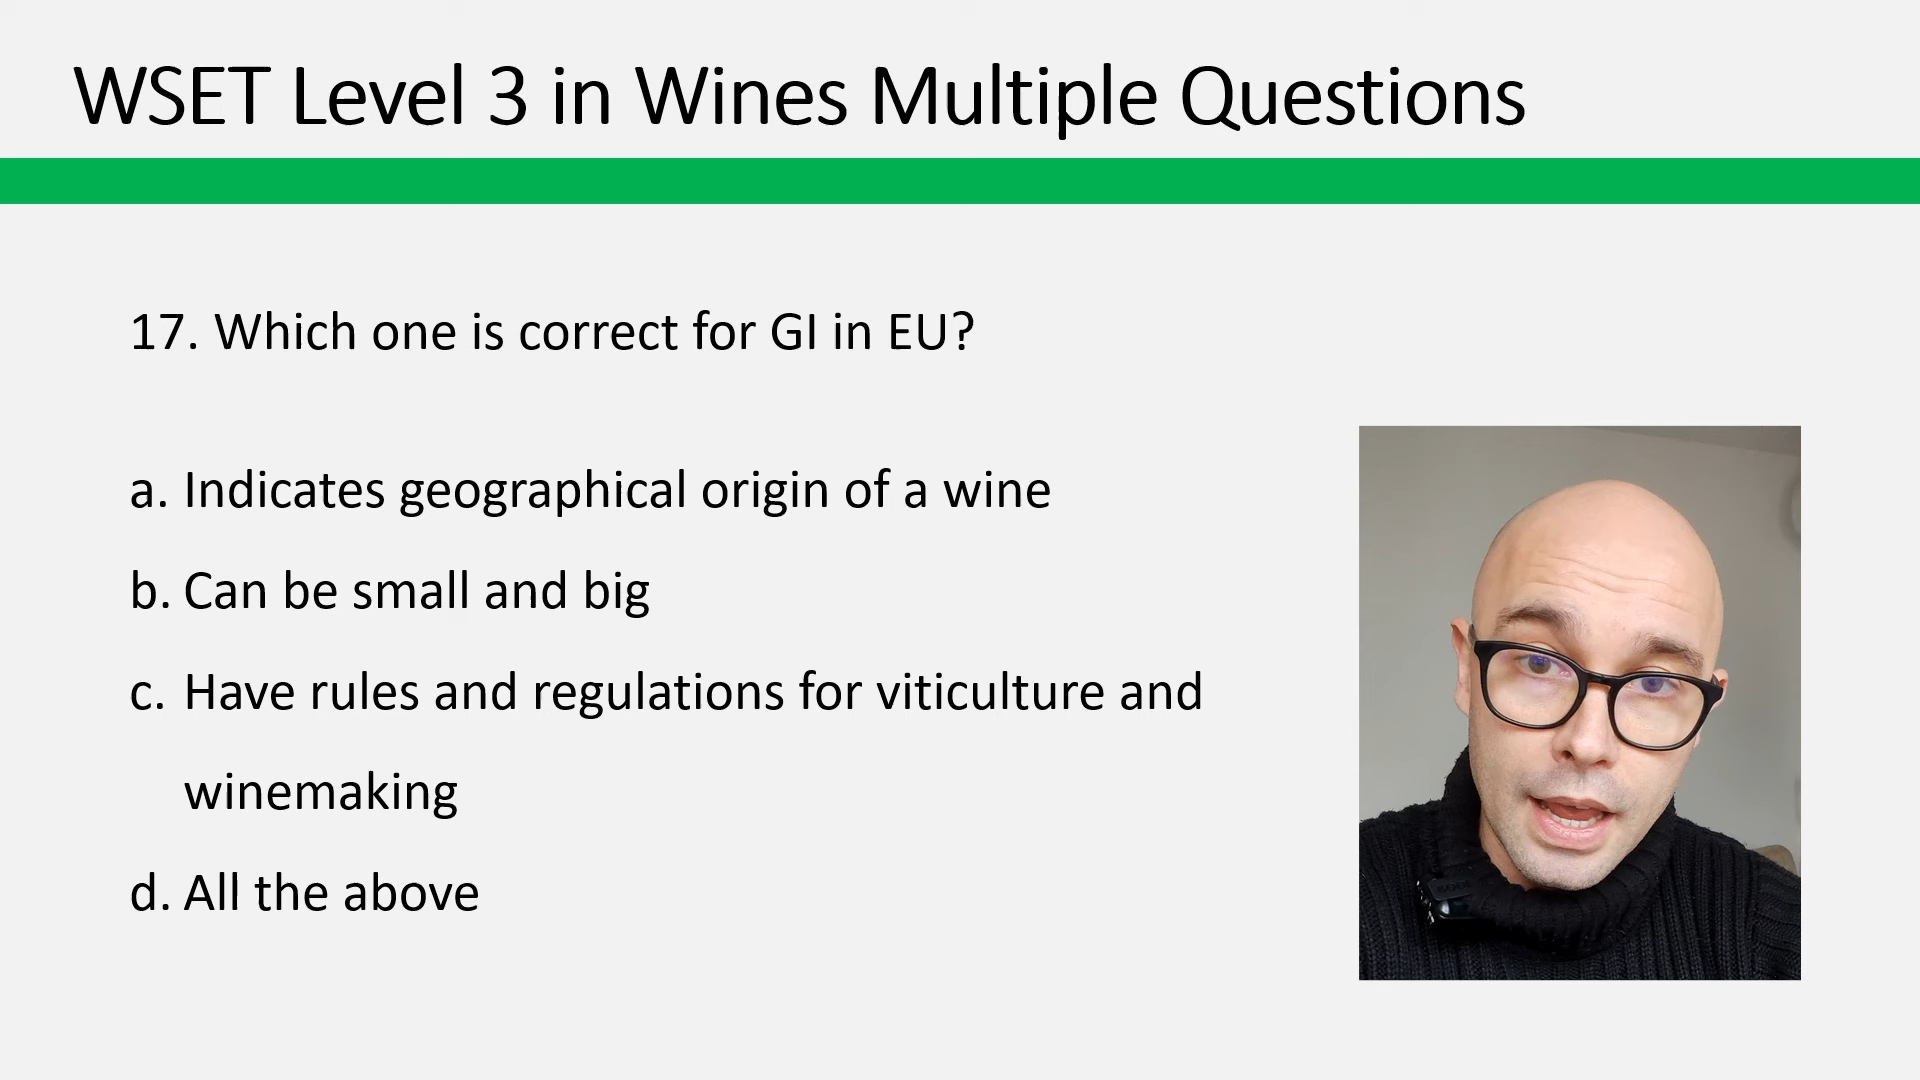 WSET Level 3 in Wines Multiple Questions
17. Which one is correct for GI in EU?
a. Indicates geographical origin of a wine
b. Can be small and big
c. Have rules and regulations for viticulture and
winemaking
d. All the above